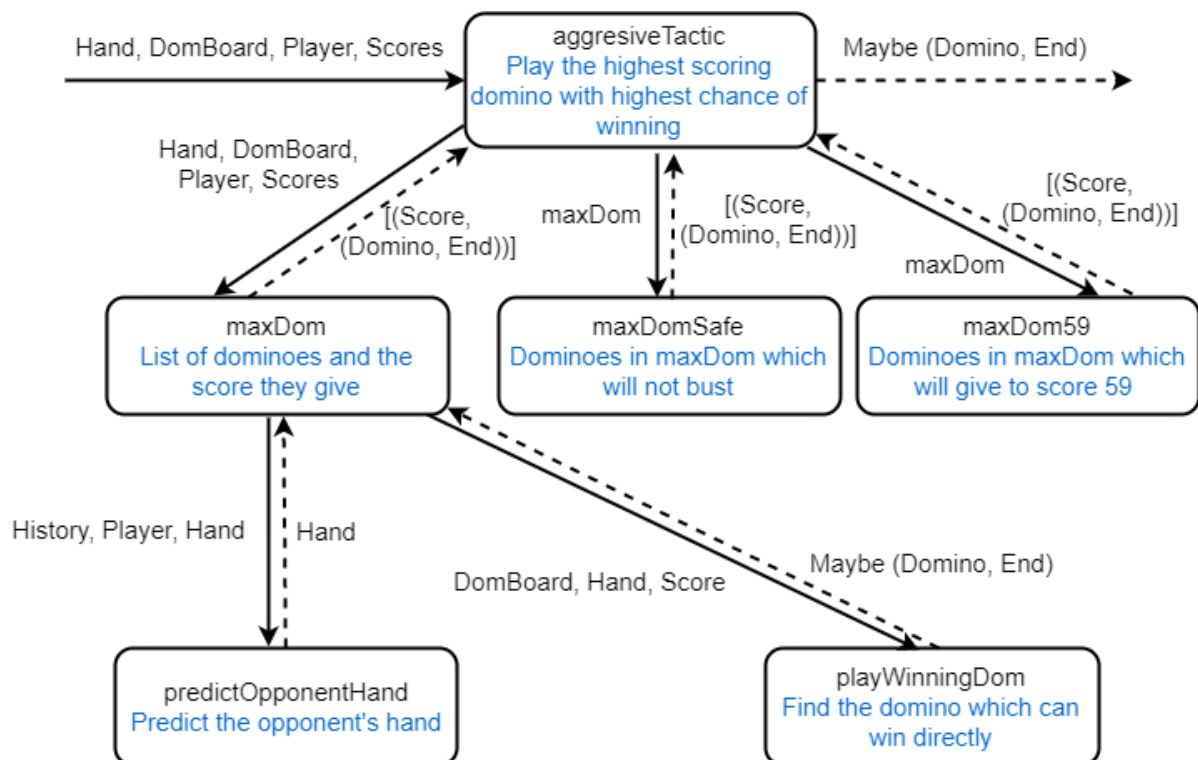 Hand, DomBoard, Player, Scores
aggresiveTactic
Play the highest scoring
domino with highest chance of
winning
Maybe (Domino, End)
Hand, DomBoard,
Player, Scores
[(Score,
(Domino, End))]
maxDom
[(Score,
(Domino, End))]
[(Score,
(Domino, End))]
maxDom
maxDom
List of dominoes and the
score they give
maxDomSafe
Dominoes in maxDom which
will not bust
maxDom59
Dominoes in maxDom which
will give to score 59
History, Player, Hand
Hand
DomBoard, Hand, Score
Maybe (Domino, End)
predictOpponentHand
Predict the opponent's hand
playWinningDom
Find the domino which can
win directly